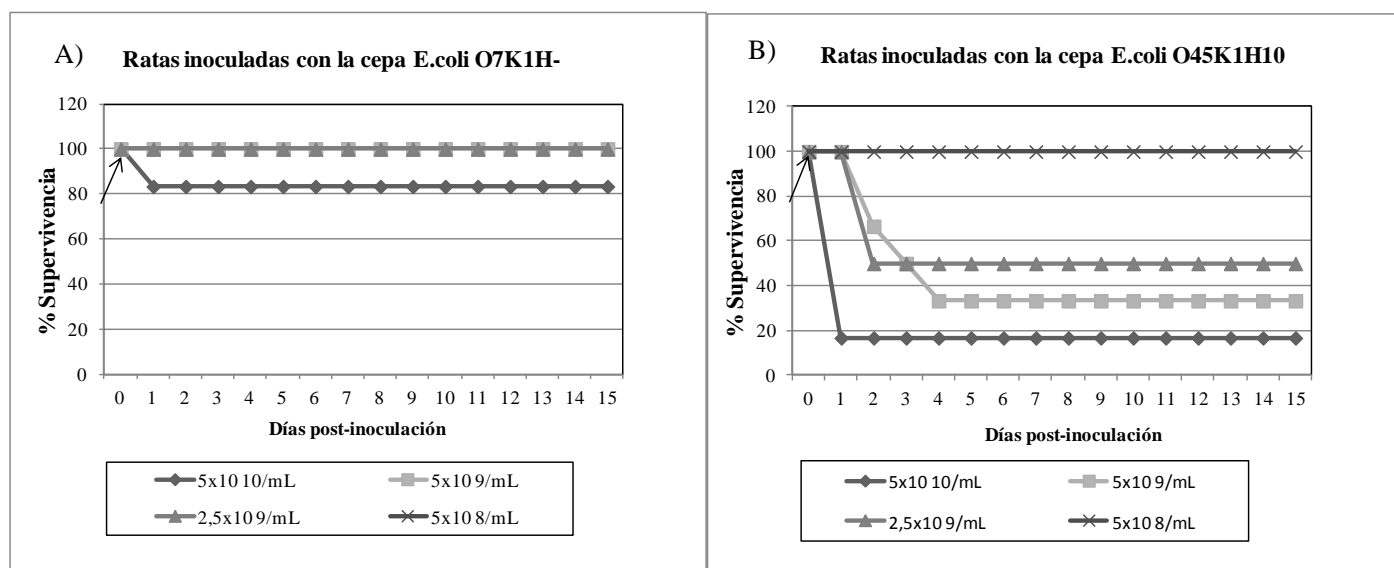 A)
Ratas inoculadas con la cepa E.coli O7K1H-
% Supervivencia
120
100
80
60
40
20
0
0 1 2 3 4 5 6 7 8 9 10 11 12 13 14 15
Días post-inoculación
5x10 10/mL 5x10 9/mL
2,5x10 9/mL 5x10 8/mL
B)
Ratas inoculadas con la cepa E.coli O45K1H10
% Supervivencia
120
100
80
60
40
20
0
0 1 2 3 4 5 6 7 8 9 10 11 12 13 14 15
Días post-inoculación
5x10 10/mL 5x10 9/mL
2,5x10 9/mL 5x10 8/mL